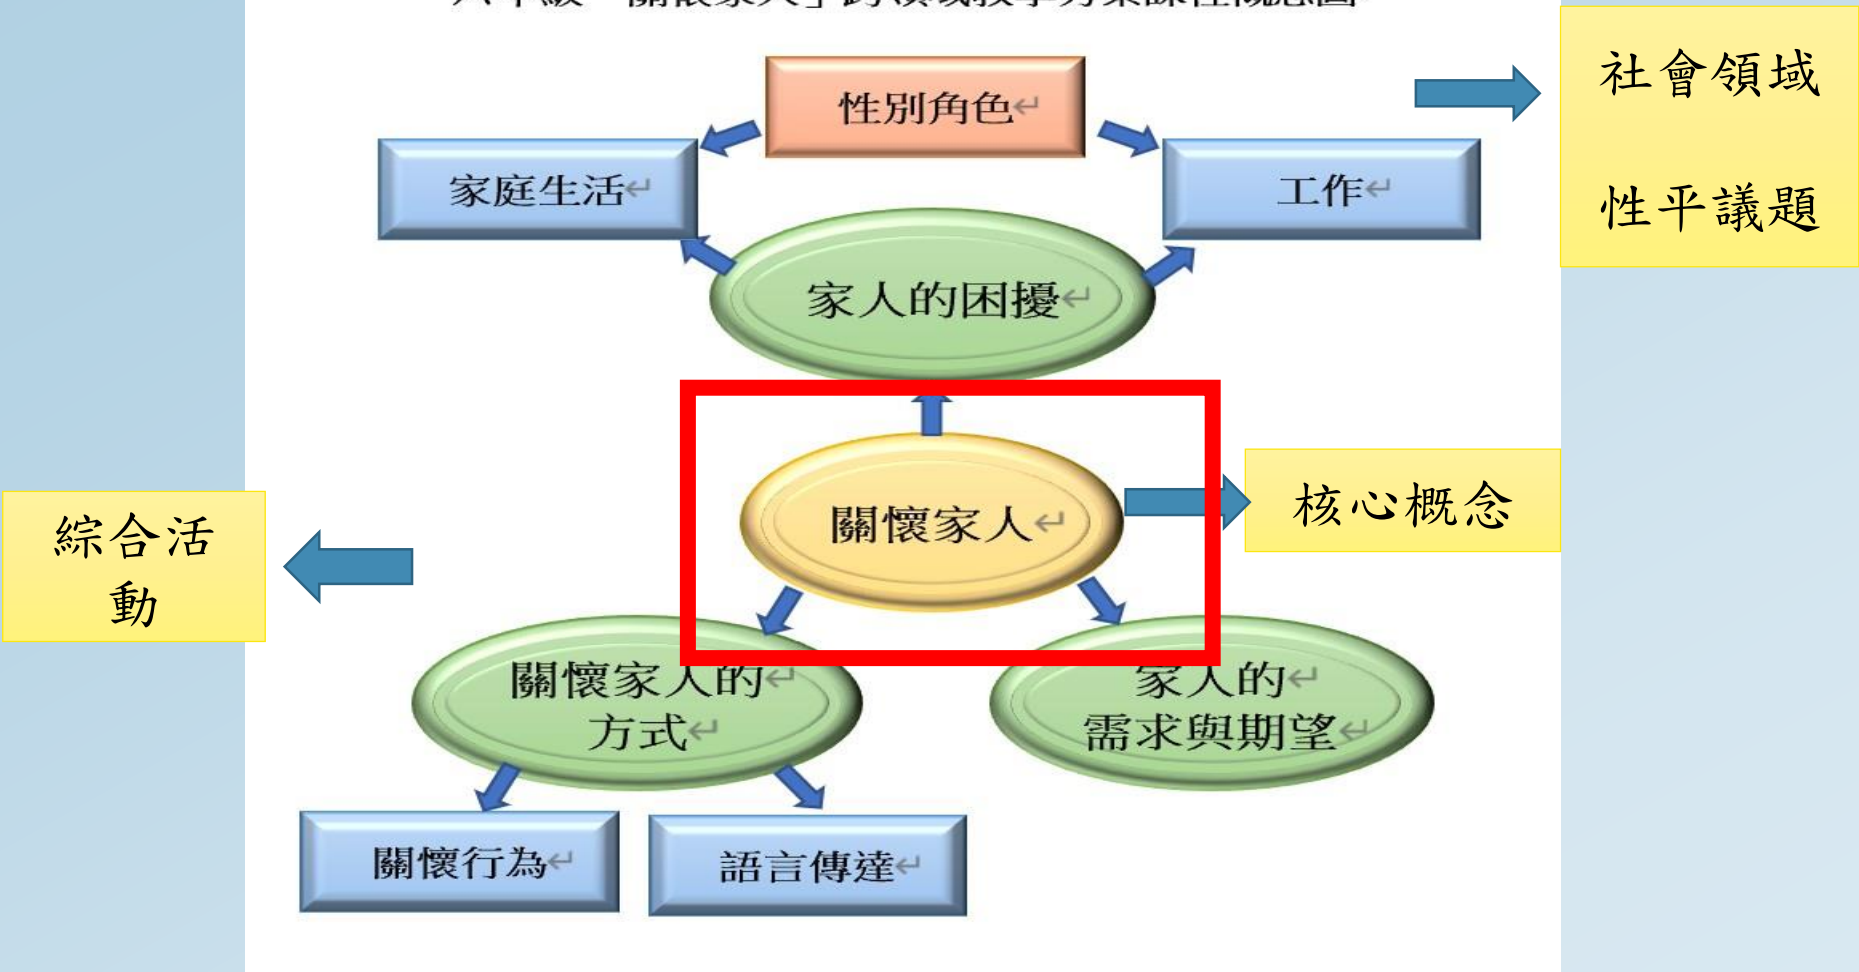 性別角色
家庭生活
工作
社會領域
性平議題
家人的困擾
關懷家人
核心概念
綜合活
動
關懷家人的
方式
家人的
需求與期望
關懷行為
語言傳達